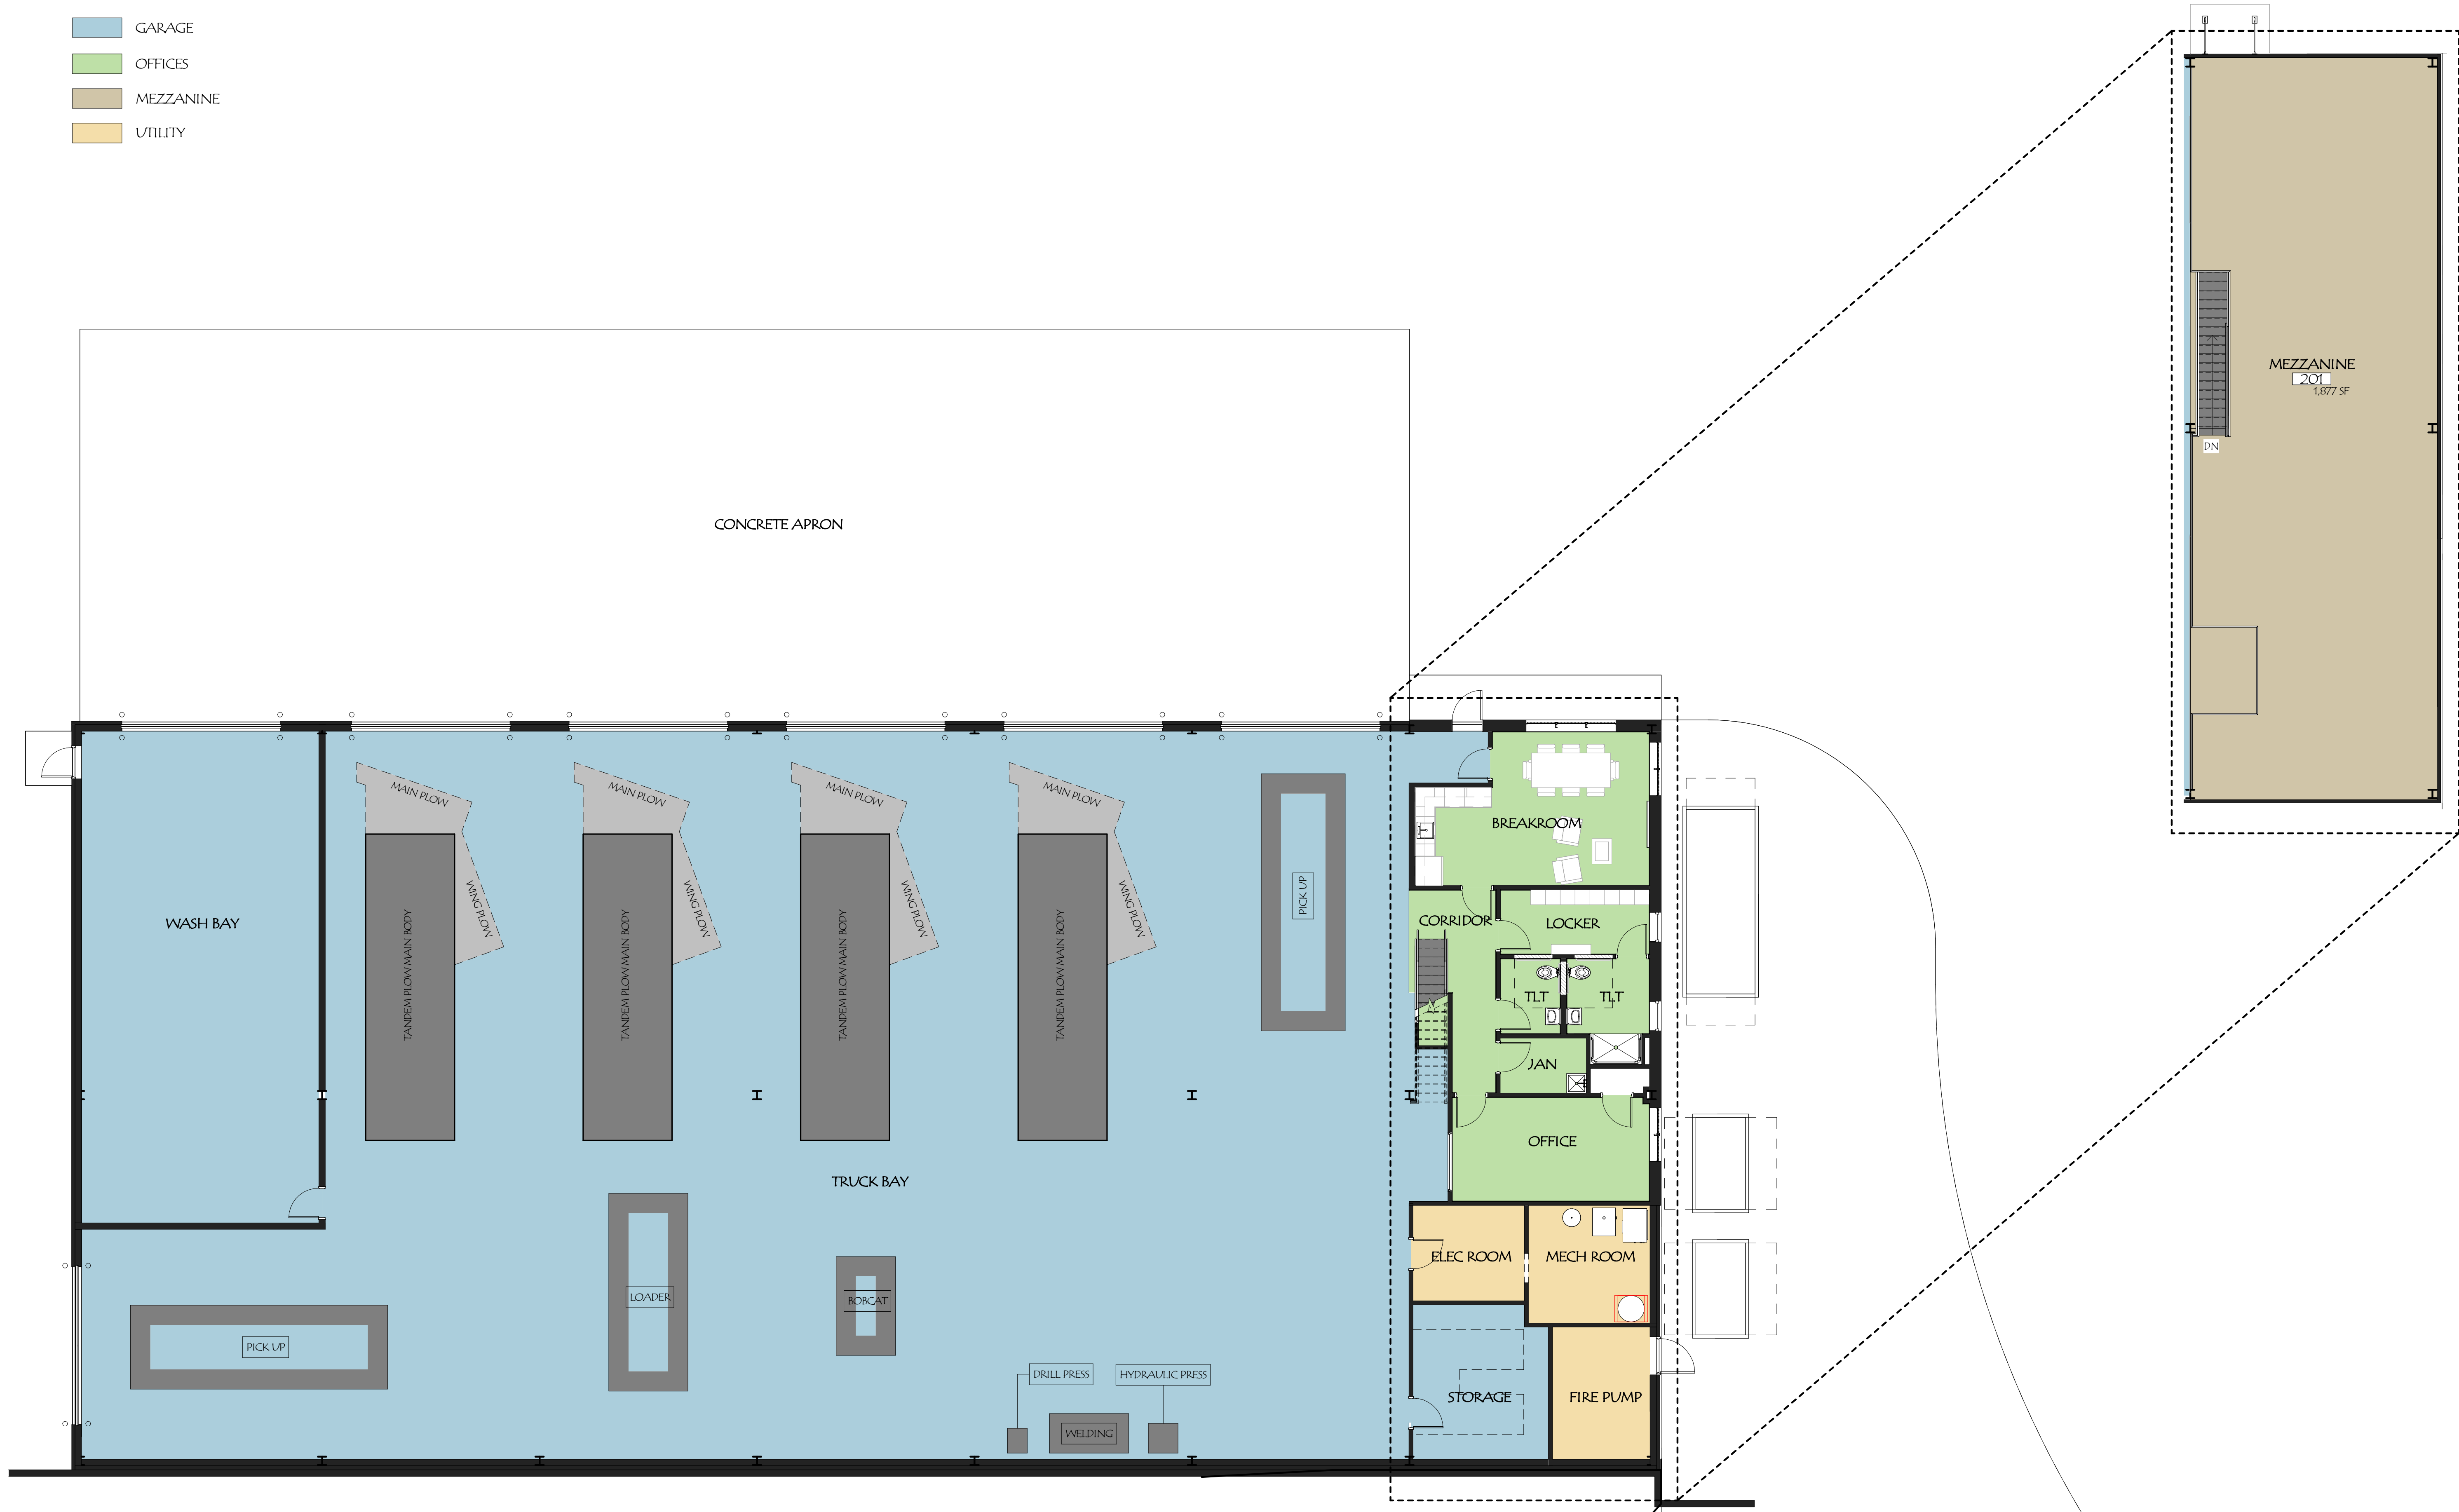 GARAGE
OFFICES
MEZZANINE
UTILITY
MEZZANINE
201
1,877 SF
DN
CONCRETE APRON
MAIN PLOW
MAIN PLOW
MAIN PLOW
MAIN PLOW
WING PLOW
WING PLOW
WING PLOW
WING PLOW
TANDEM PLOW MAIN BODY
TANDEM PLOW MAIN BODY
TANDEM PLOW MAIN BODY
TANDEM PLOW MAIN BODY
PICK UP
WASH BAY
BREAKROOM
CORRIDOR
LOCKER
TLT
TLT
JAN
OFFICE
TRUCK BAY
ELEC ROOM
MECH ROOM
LOADER
BOBCAT
PICK UP
DRILL PRESS
HYDRAULIC PRESS
WELDING
STORAGE
FIRE PUMP